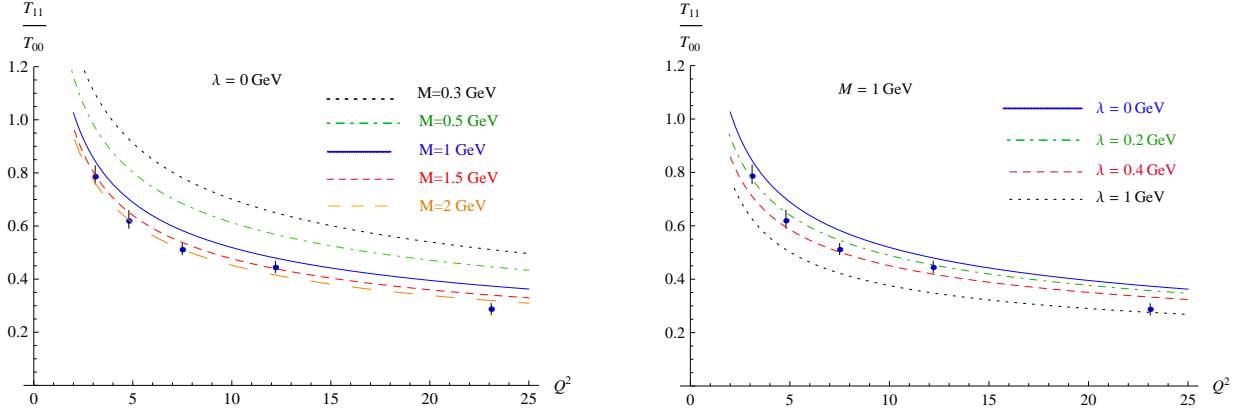 T11
T00
1.2
1.0
0.8
0.6
0.4
0.2
0
5
10
15
20
25
Q2
λ = 0 GeV
M=0.3 GeV
M=0.5 GeV
M=1 GeV
M=1.5 GeV
M=2 GeV
T11
T00
1.2
1.0
0.8
0.6
0.4
0.2
0
5
10
15
20
25
Q2
M = 1 GeV
λ = 0 GeV
λ = 0.2 GeV
λ = 0.4 GeV
λ = 1 GeV